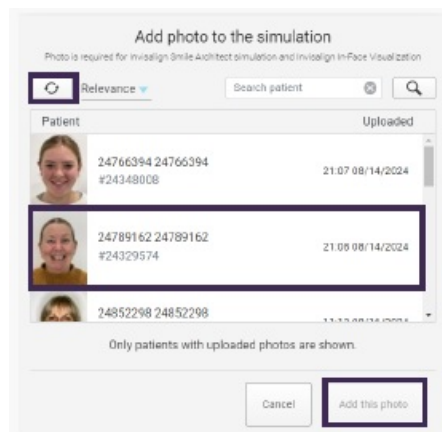 Add photo to the simulation
Photo is required for Invisalign Smile Architect simulation and Invisalign In-Face Visualization
Relevance
Search patient
Patient Uploaded
24766394 24766394
#24348008
21:07 08/14/2024
24789162 24789162
#24329574
21:06 08/14/2024
24852298 24852298
Only patients with uploaded photos are shown.
Cancel
Add this photo